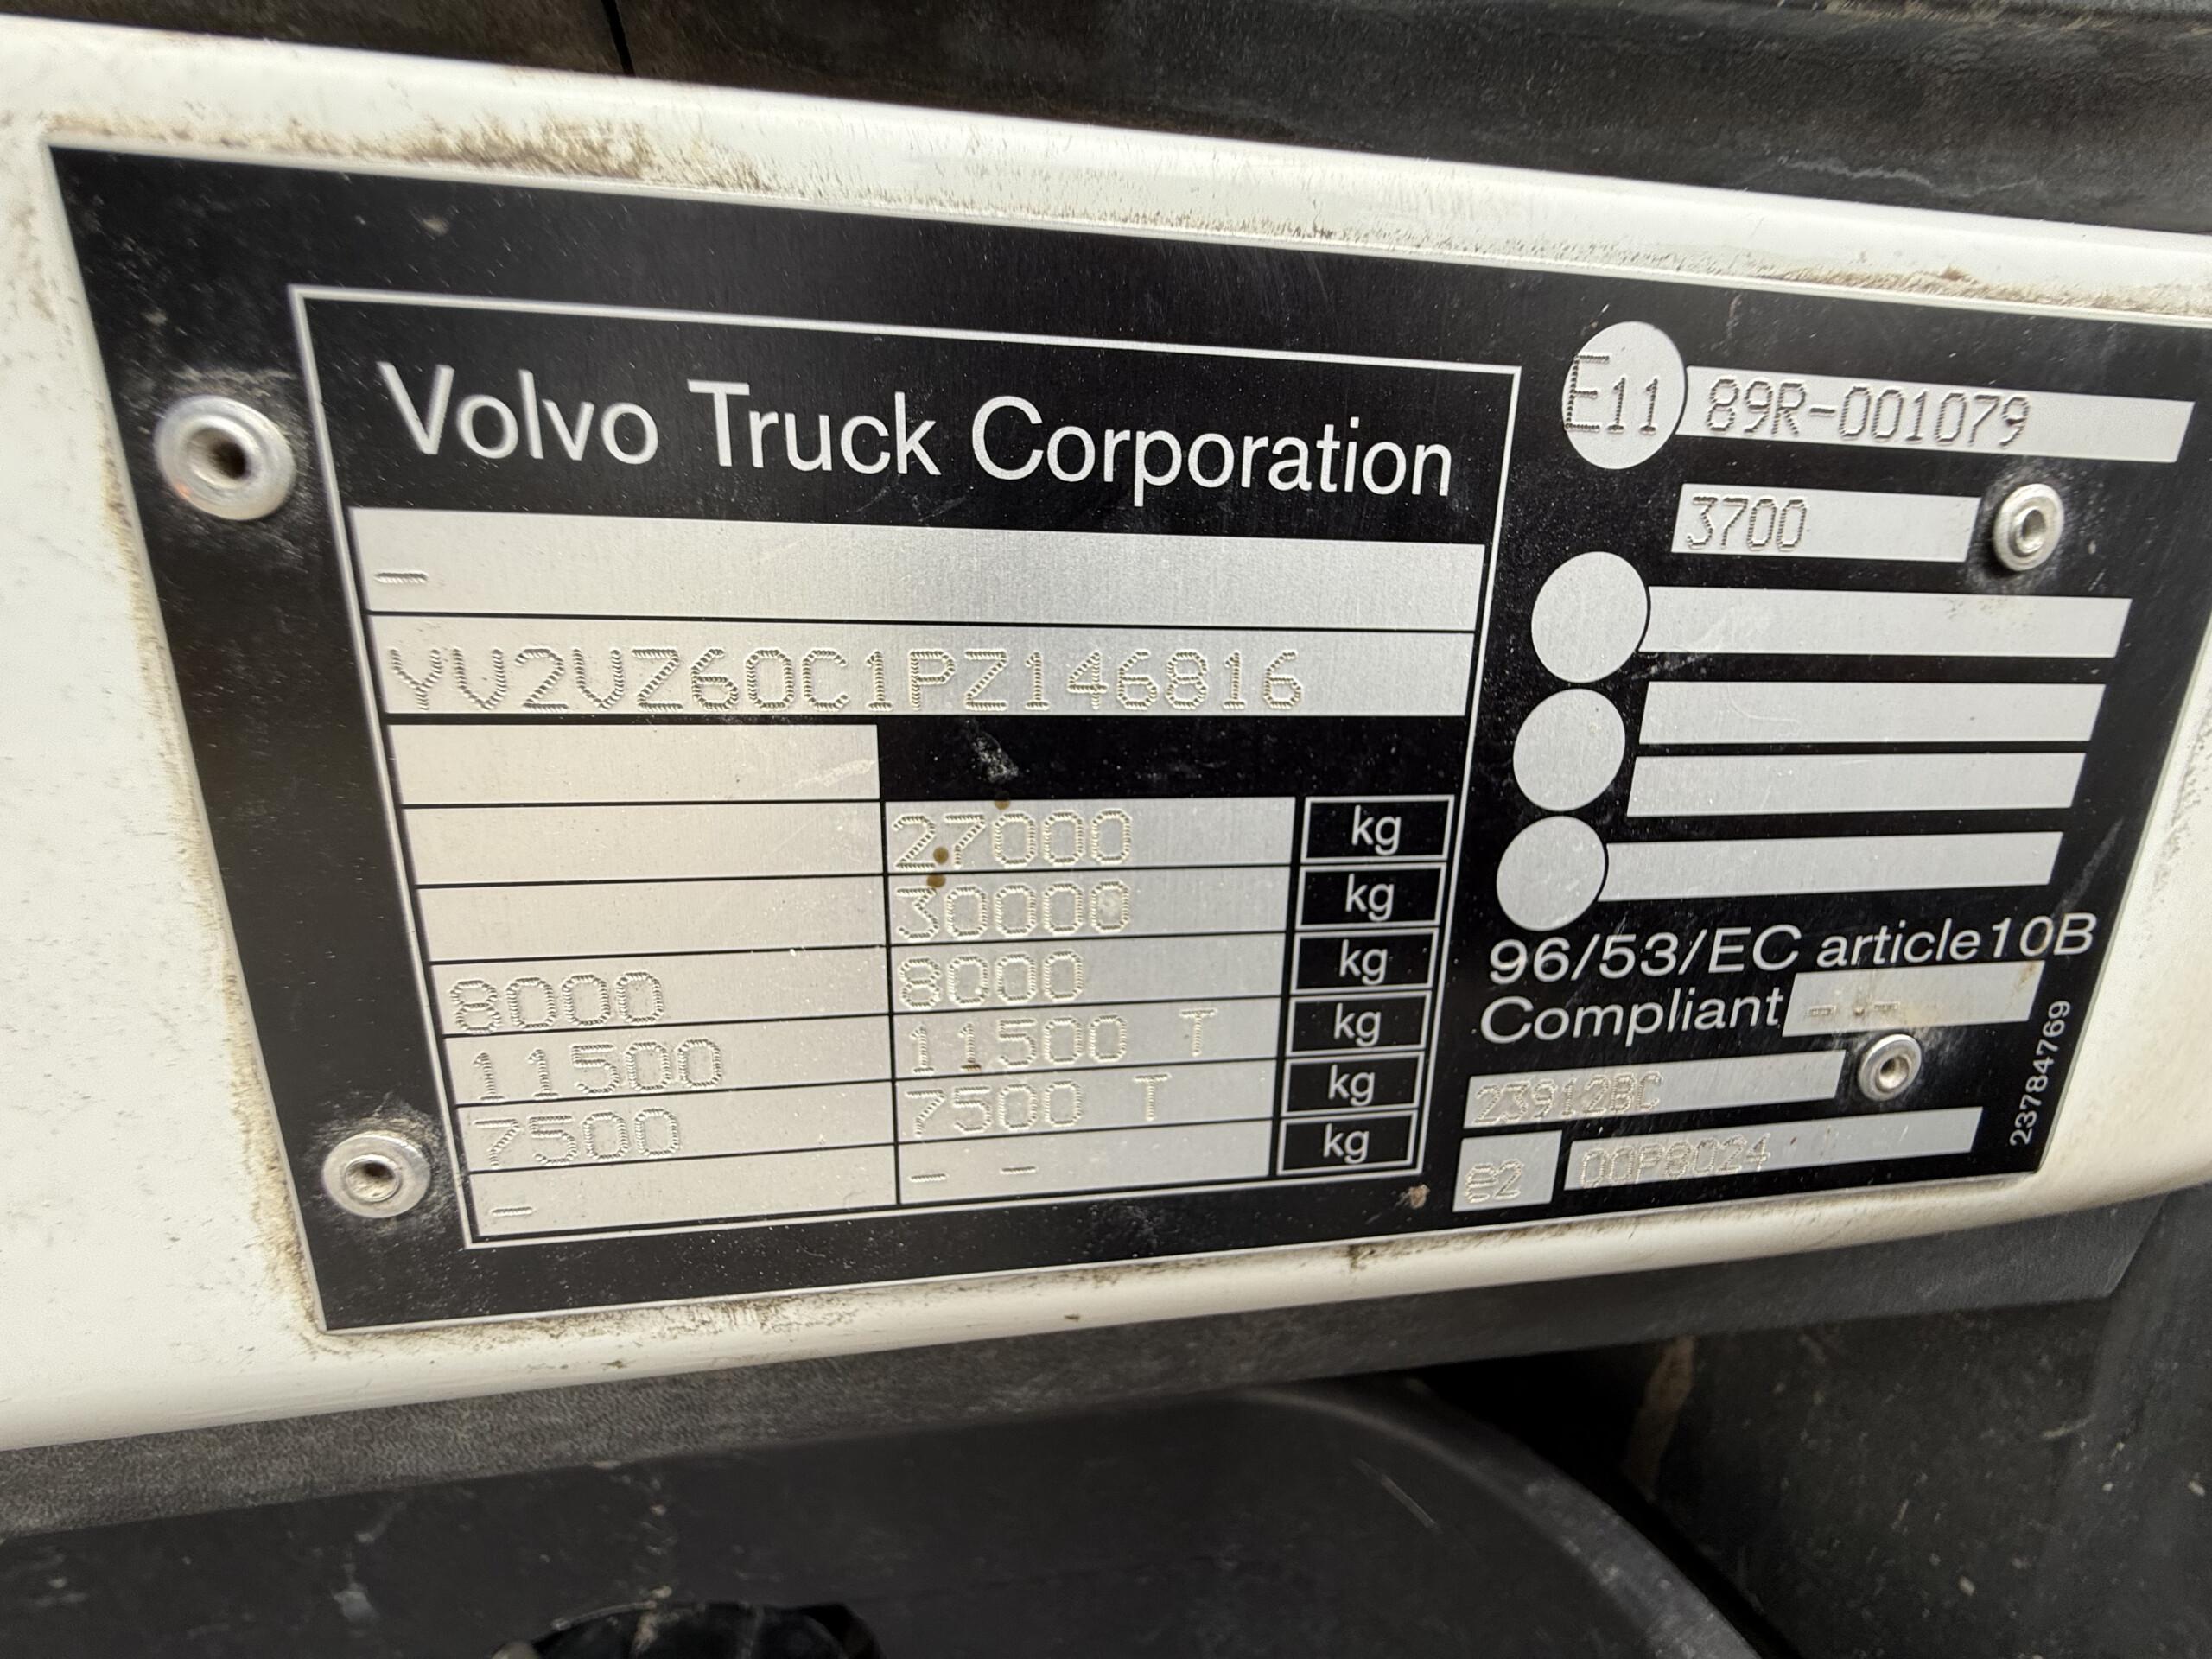 Volvo Truck Corporation
–
YV2VZ60C1PZ146816
27000 kg
30000 kg
8000 8000 kg
11500 11500 T kg
7500 7500 T kg
– – – kg
E11 89R-001079
3700
96/53/EC article10B
Compliant -.-
23912BC
e2 00P8024
23784769